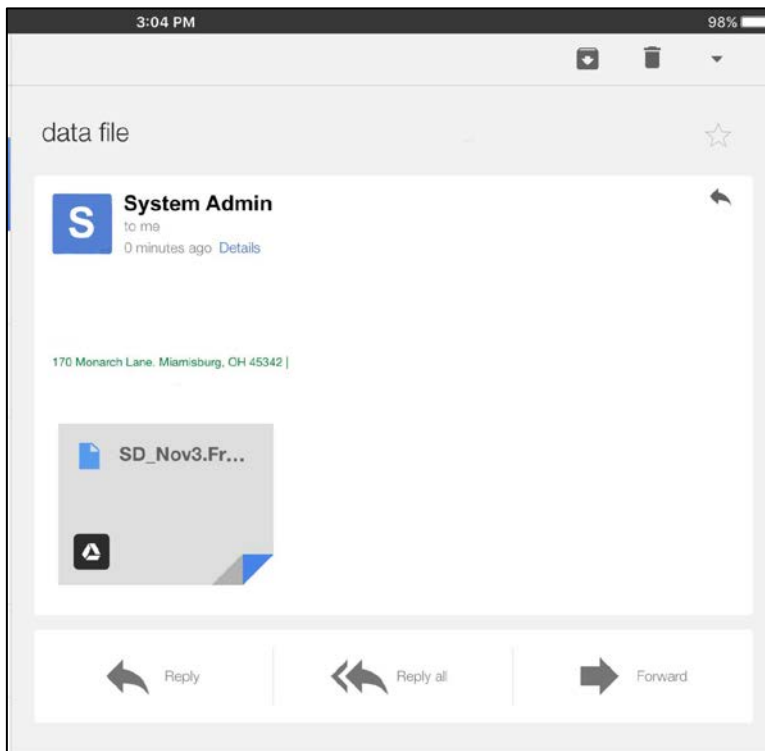 3:04 PM 98%
data file
S
System Admin
to me
0 minutes ago Details
170 Monarch Lane. Miamisburg, OH 45342 |
SD_Nov3.Fr...
Reply Reply all Forward